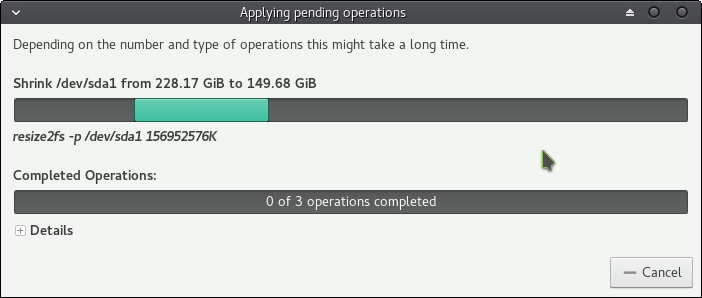 Applying pending operations
Depending on the number and type of operations this might take a long time.
Shrink /dev/sda1 from 228.17 GiB to 149.68 GiB
resize2fs -p /dev/sda1 156952576K
Completed Operations:
0 of 3 operations completed
Details
Cancel